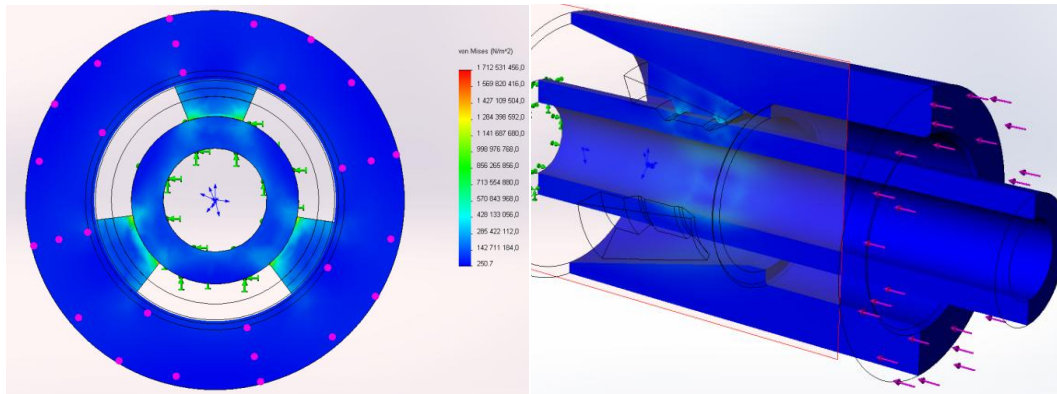 von Mises (N/m^2)
1 712 531 456,0
1 569 820 416,0
1 427 109 504,0
1 284 398 592,0
1 141 687 680,0
998 976 768,0
856 265 856,0
713 554 880,0
570 843 968,0
428 133 056,0
285 422 112,0
142 711 184,0
250.7